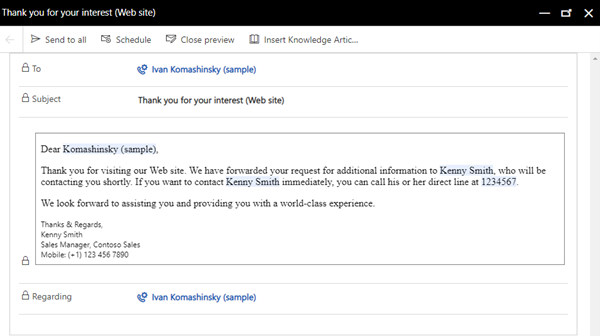 Thank you for your interest (Web site)
Send to all Schedule Close preview Insert Knowledge Artic...
To Ivan Komashinsky (sample)
Subject Thank you for your interest (Web site)
Dear Komashinsky (sample),
Thank you for visiting our Web site. We have forwarded your request for additional information to Kenny Smith, who will be
contacting you shortly. If you want to contact Kenny Smith immediately, you can call his or her direct line at 1234567.
We look forward to assisting you and providing you with a world-class experience.
Thanks & Regards,
Kenny Smith
Sales Manager, Contoso Sales
Mobile: (+1) 123 456 7890
Regarding Ivan Komashinsky (sample)